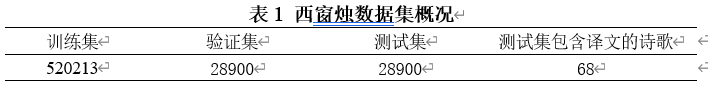 表 1 西窗烛数据集概况
训练集 验证集 测试集 测试集包含译文的诗歌
520213 28900 28900 68